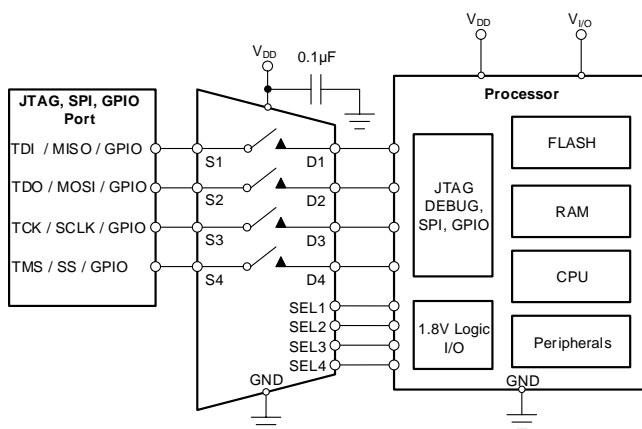 VDD
0.1µF
VDD
VI/O
JTAG, SPI, GPIO
Port
TDI / MISO / GPIO
TDO / MOSI / GPIO
TCK / SCLK / GPIO
TMS / SS / GPIO
S1
D1
S2
D2
S3
D3
S4
D4
SEL1
SEL2
SEL3
SEL4
GND
Processor
JTAG
DEBUG,
SPI, GPIO
1.8V Logic
I/O
FLASH
RAM
CPU
Peripherals
GND